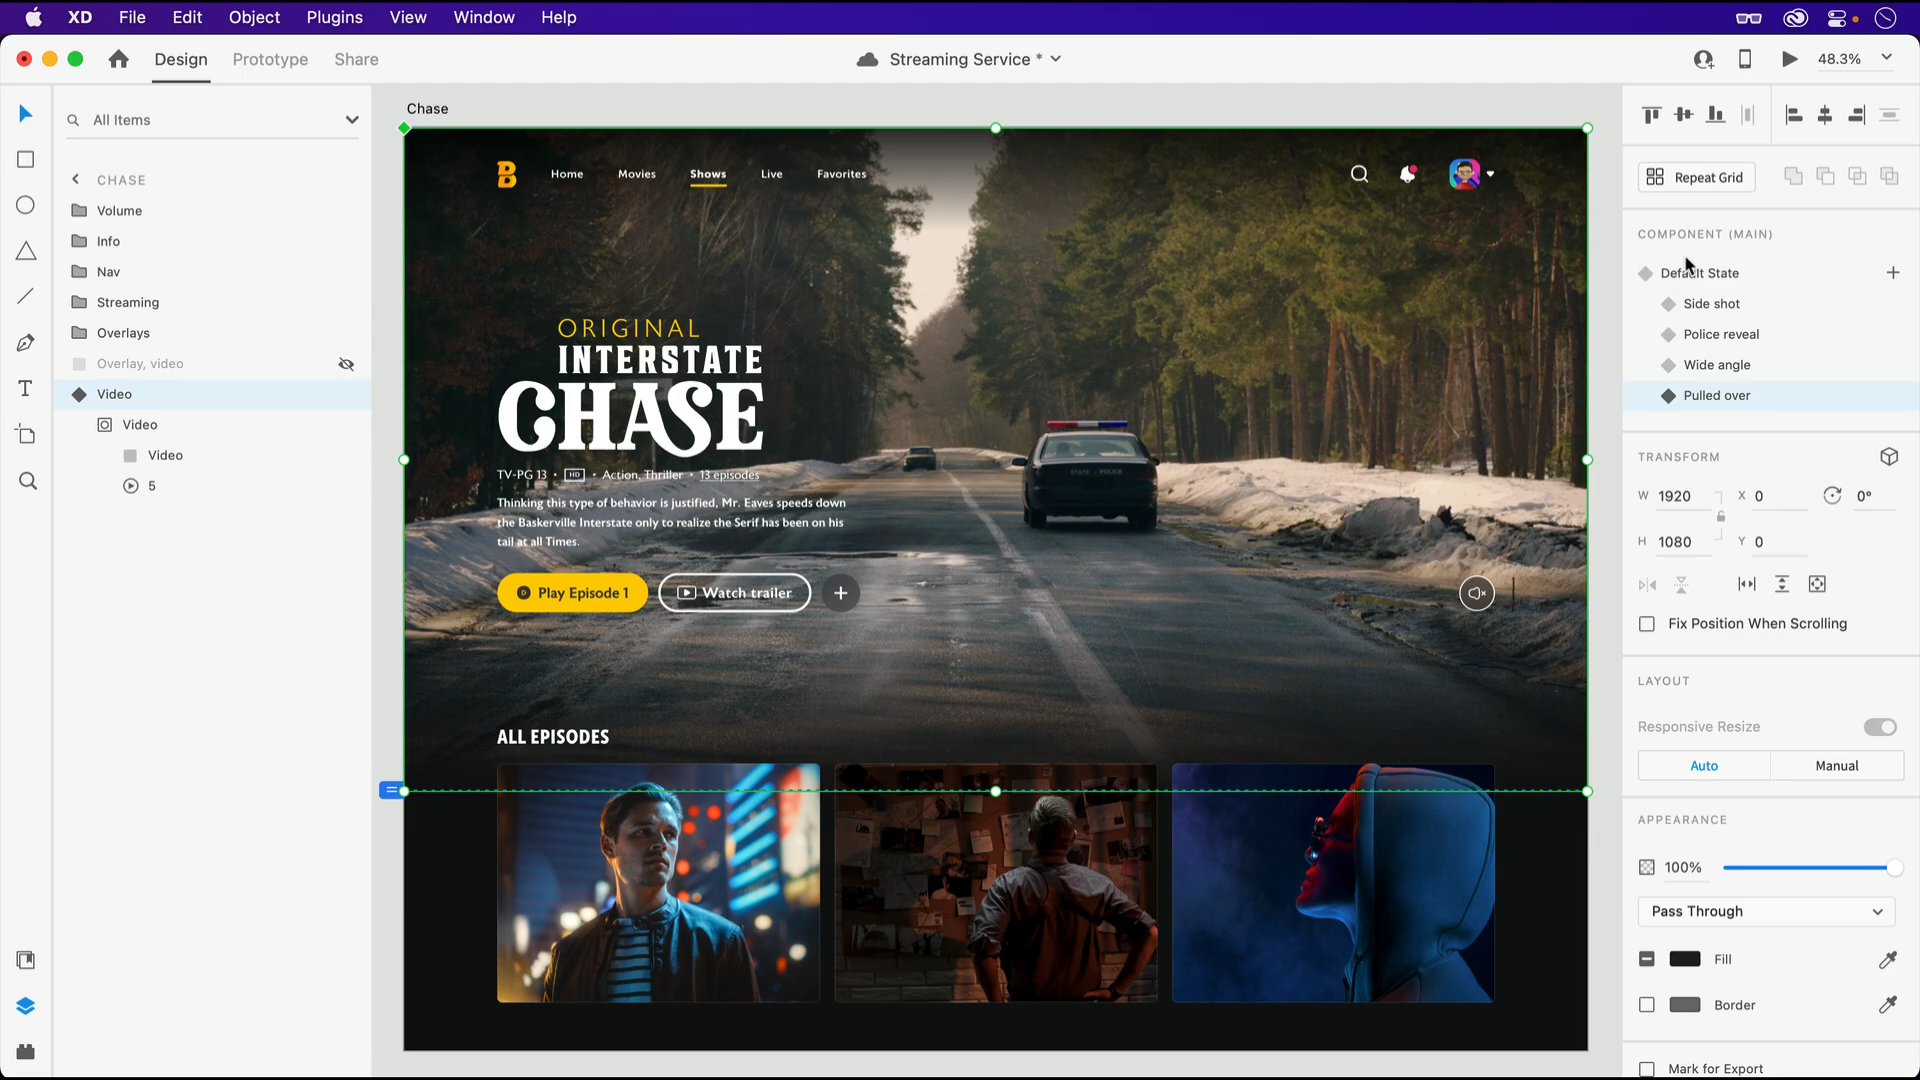 XD File Edit Object Plugins View Window Help
Design Prototype Share
Streaming Service *
48.3%
All Items
CHASE
Volume
Info
Nav
Streaming
Overlays
Overlay, video
Video
Video
Video
5
Chase
B Home Movies Shows Live Favorites
ORIGINAL
INTERSTATE
CHASE
TV-PG 13 • HD • Action, Thriller • 13 episodes
Thinking this type of behavior is justified, Mr. Eaves speeds down
the Baskerville Interstate only to realize the Serif has been on his
tail at all Times.
Play Episode 1 Watch trailer +
STATE POLICE
ALL EPISODES
Repeat Grid
COMPONENT (MAIN)
Default State
Side shot
Police reveal
Wide angle
Pulled over
TRANSFORM
W 1920 X 0 0°
H 1080 Y 0
Fix Position When Scrolling
LAYOUT
Responsive Resize
Auto Manual
APPEARANCE
100%
Pass Through
Fill
Border
Mark for Export